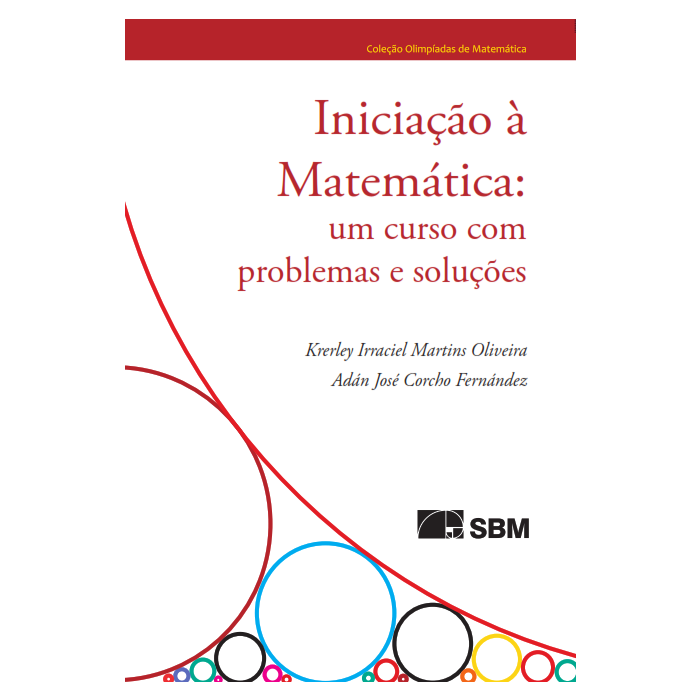 Coleção Olimpíadas de Matemática
Iniciação à
Matemática:
um curso com
problemas e soluções
Krerley Irraciel Martins Oliveira
Adán José Corcho Fernández
SBM